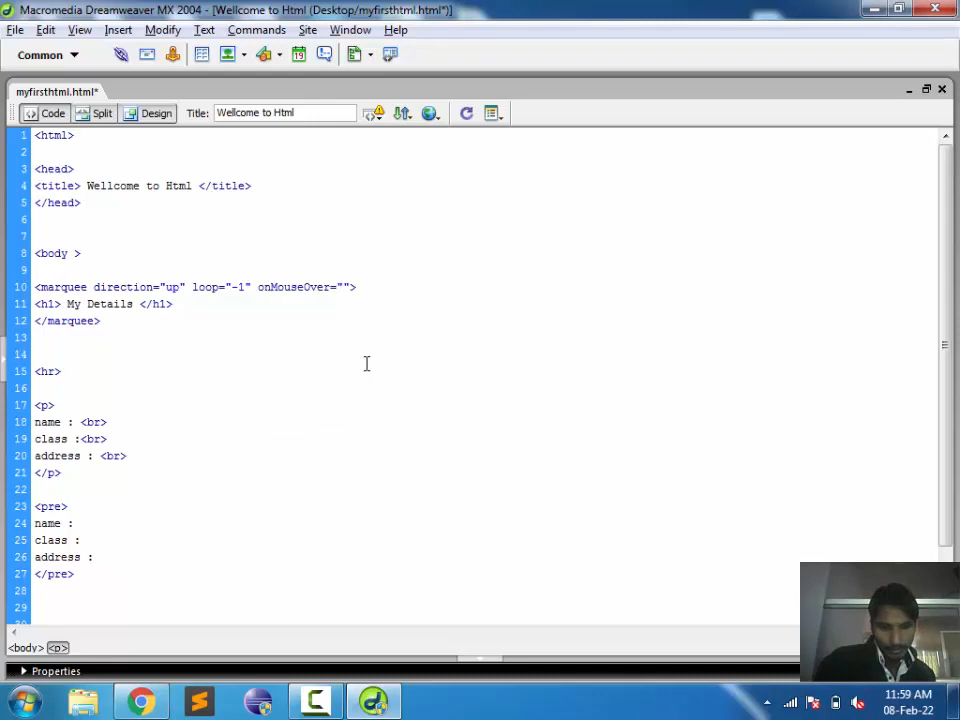 Macromedia Dreamweaver MX 2004 - [Wellcome to Html (Desktop/myfirsthtml.html*)]
File Edit View Insert Modify Text Commands Site Window Help
Common
myfirsthtml.html*
Code Split Design Title: Wellcome to Html
1 <html>
2
3 <head>
4 <title> Wellcome to Html </title>
5 </head>
6
7
8 <body >
9
10 <marquee direction="up" loop="-1" onMouseOver="">
11 <h1> My Details </h1>
12 </marquee>
13
14
15 <hr>
16
17 <p>
18 name : <br>
19 class :<br>
20 address : <br>
21 </p>
22
23 <pre>
24 name :
25 class :
26 address :
27 </pre>
28
29
30
<body> <p>
Properties
11:59 AM
08-Feb-22